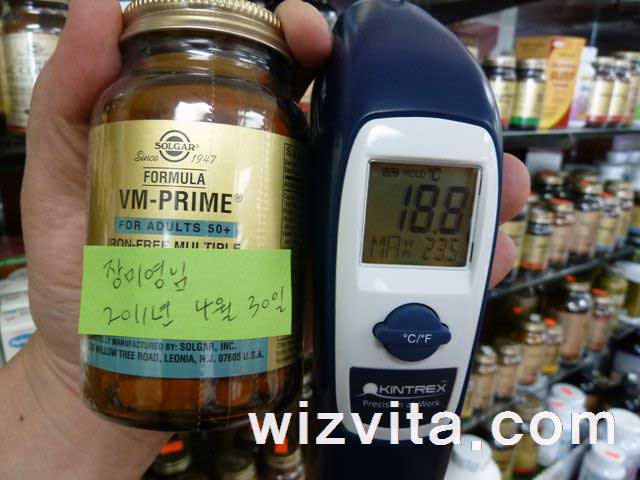 SOLGAR
Since 1947
FORMULA
VM-PRIME®
FOR ADULTS 50+
IRON-FREE MULTIPLE
장미영님
2011년 4월 30일
MANUFACTURED BY: SOLGAR, INC.
WILLOW TREE ROAD, LEONIA, N.J. 07605 U.S.A.
HOLD °C
18.8
MAX 23.5
°C/°F
KINTREX
Precision at Work
wizvita.com